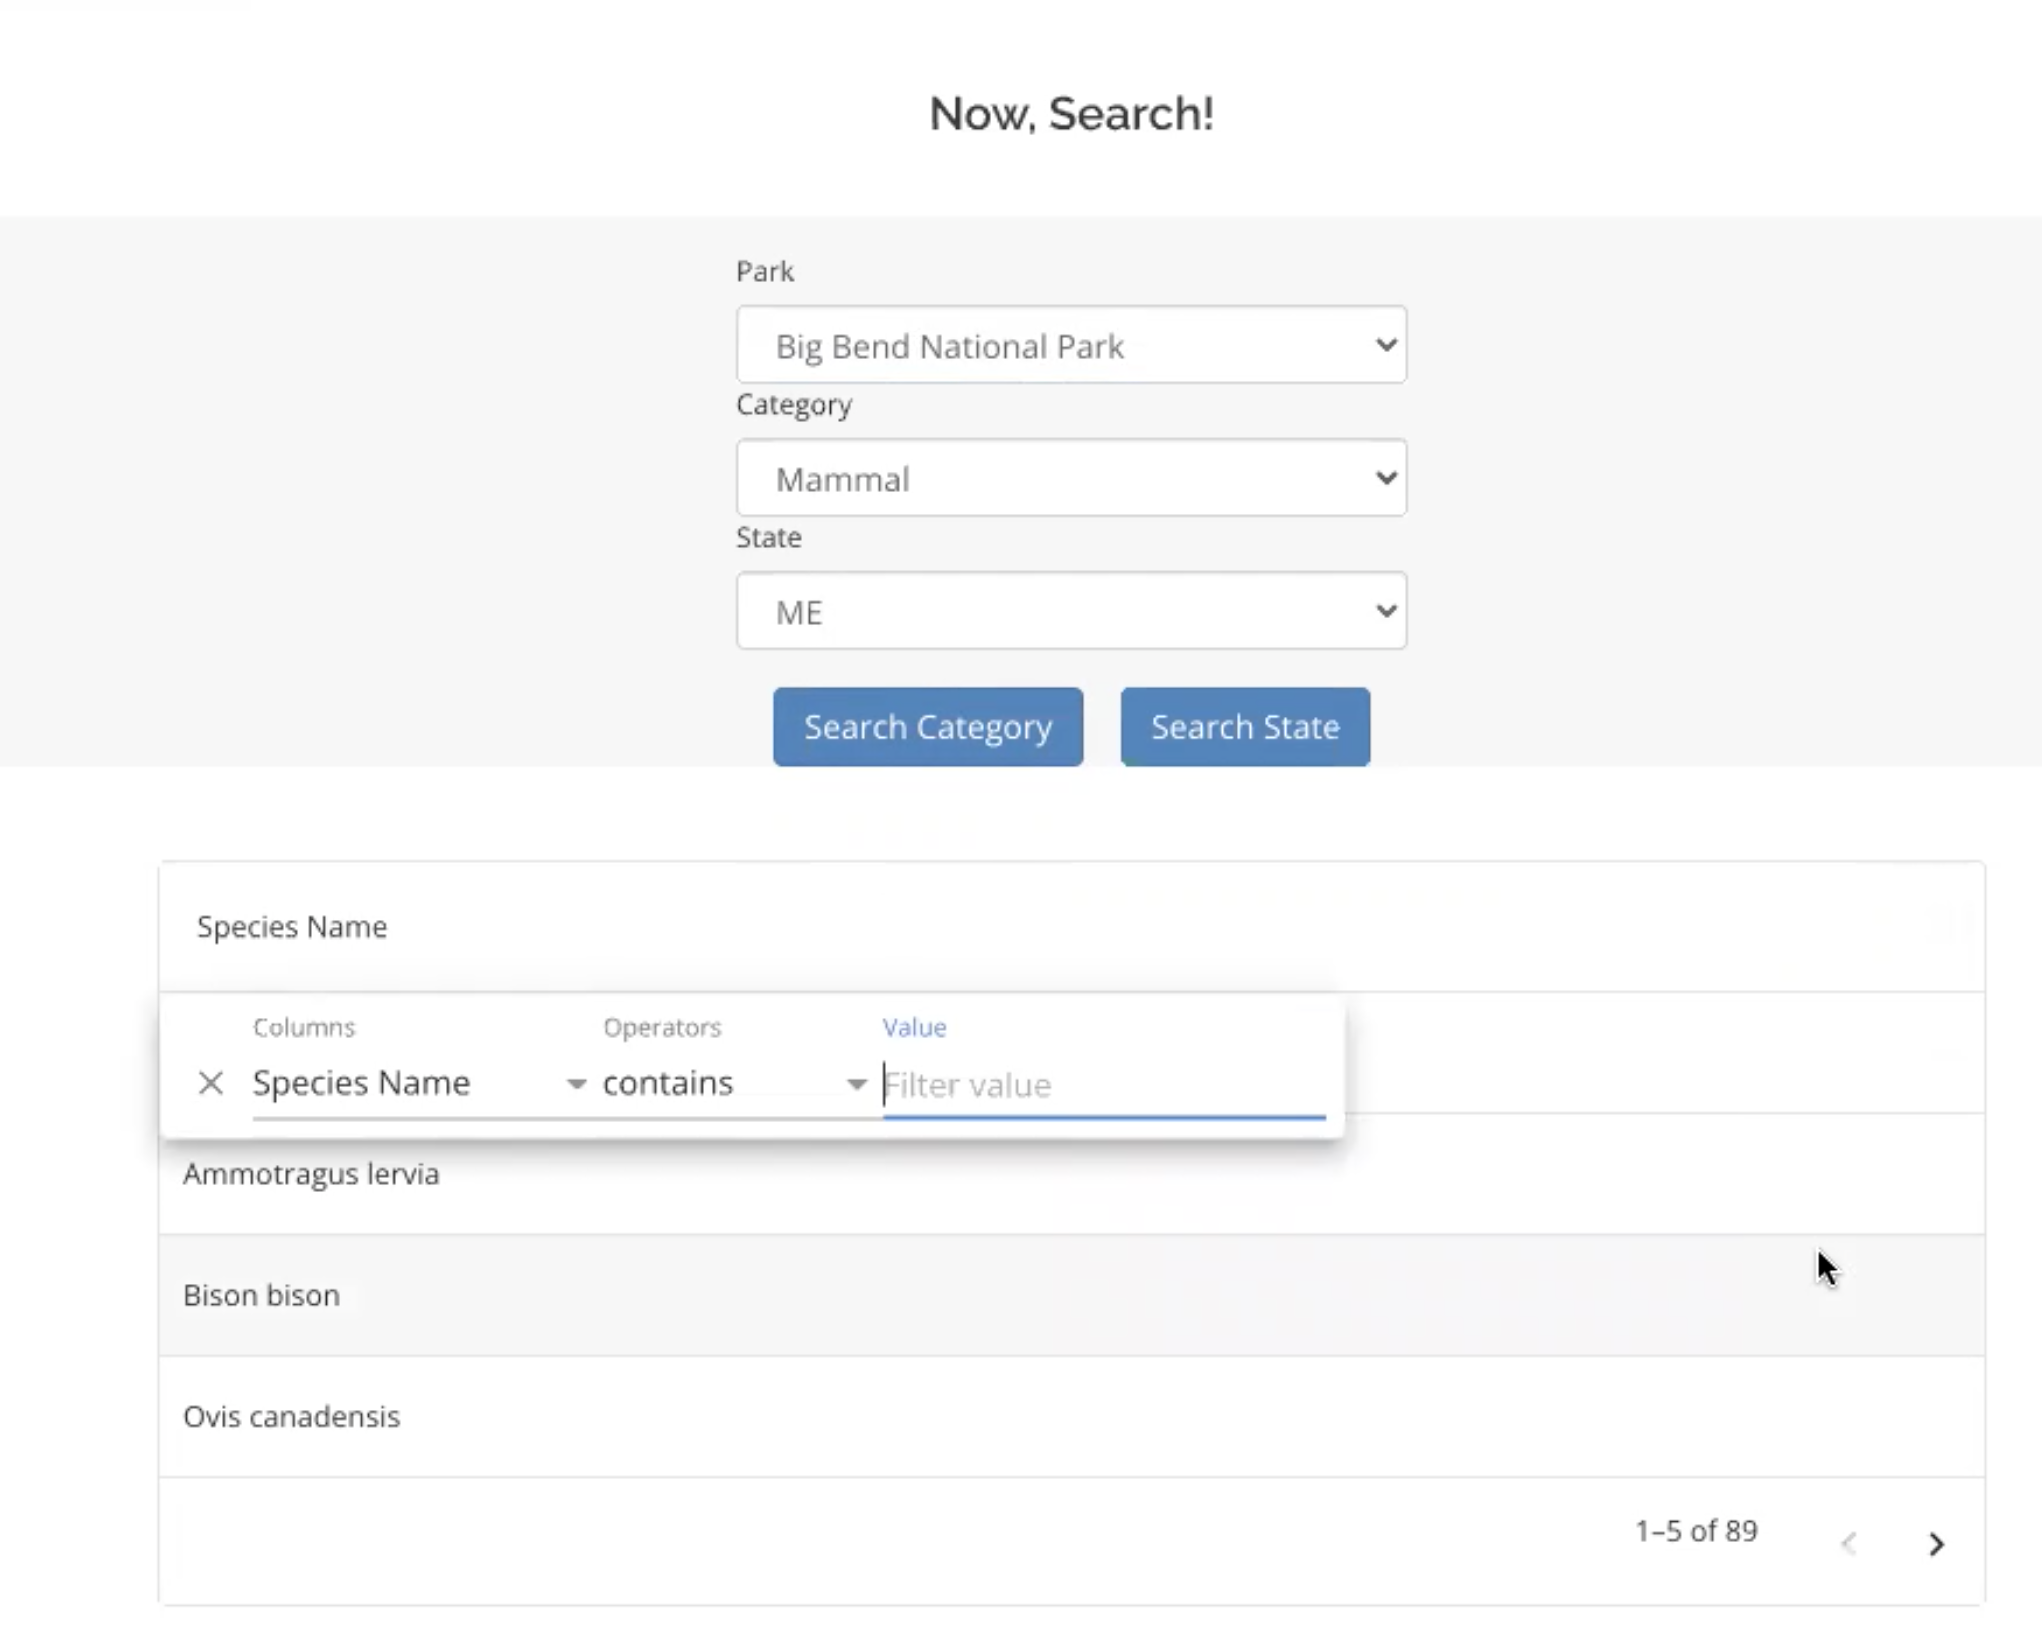 Now, Search!
Park
Big Bend National Park
Category
Mammal
State
ME
Search Category Search State
Species Name
Columns Operators Value
Species Name contains Filter value
Ammotragus lervia
Bison bison
Ovis canadensis
1–5 of 89